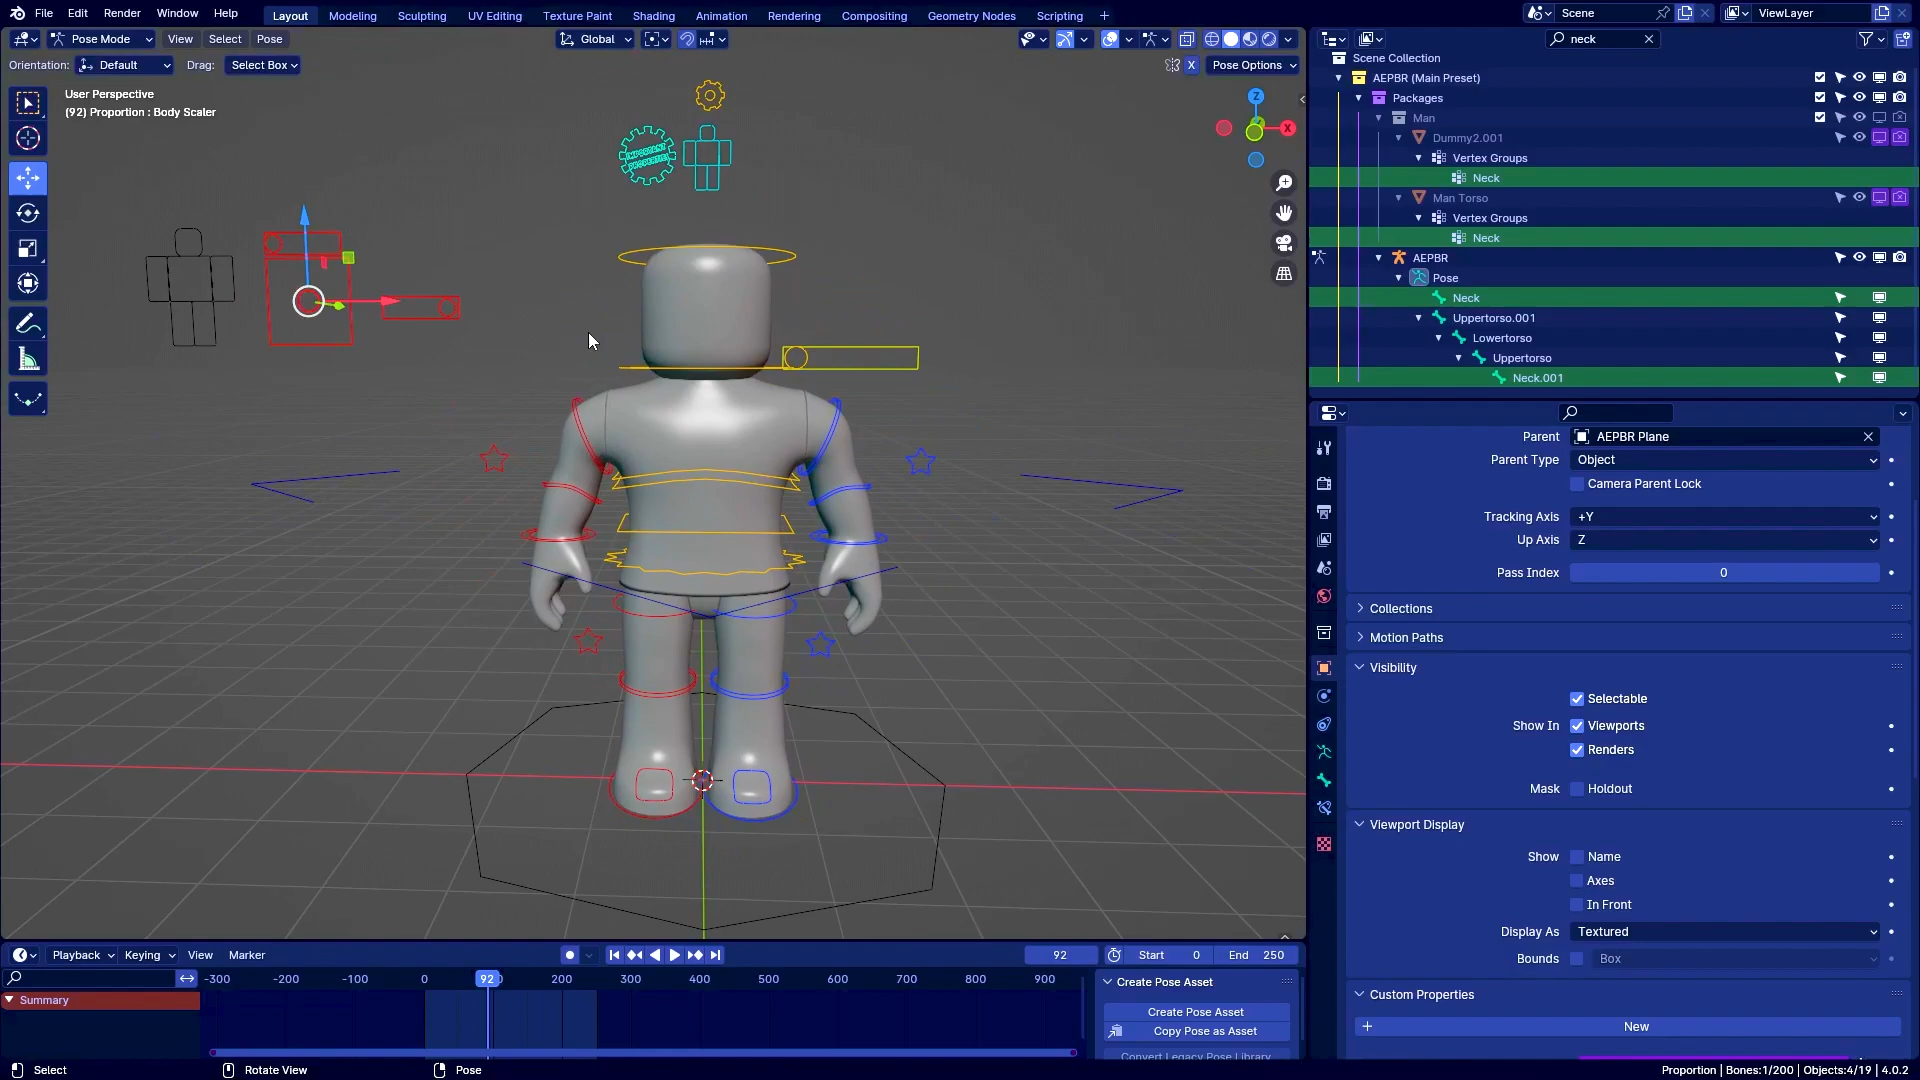 File Edit Render Window Help
Layout Modeling Sculpting UV Editing Texture Paint Shading Animation Rendering Compositing Geometry Nodes Scripting +
Scene
ViewLayer
Pose Mode View Select Pose
Global
Orientation: Default Drag: Select Box
X Pose Options
User Perspective
(92) Proportion : Body Scaler
Z
X
IMPORTANT
PROPERTIES!
neck
Scene Collection
AEPBR (Main Preset)
Packages
Man
Dummy2.001
Vertex Groups
Neck
Man Torso
Vertex Groups
Neck
AEPBR
Pose
Neck
Uppertorso.001
Lowertorso
Uppertorso
Neck.001
Parent AEPBR Plane
Parent Type Object
Camera Parent Lock
Tracking Axis +Y
Up Axis Z
Pass Index 0
Collections
Motion Paths
Visibility
Selectable
Show In Viewports
Renders
Mask Holdout
Viewport Display
Show Name
Axes
In Front
Display As Textured
Bounds Box
Custom Properties
+ New
Playback Keying View Marker
92 Start 0 End 250
-300 -200 -100 0 92 200 300 400 500 600 700 800 900
Summary
Create Pose Asset
Create Pose Asset
Copy Pose as Asset
Convert Legacy Pose Library
Select Rotate View Pose
Proportion | Bones:1/200 | Objects:4/19 | 4.0.2